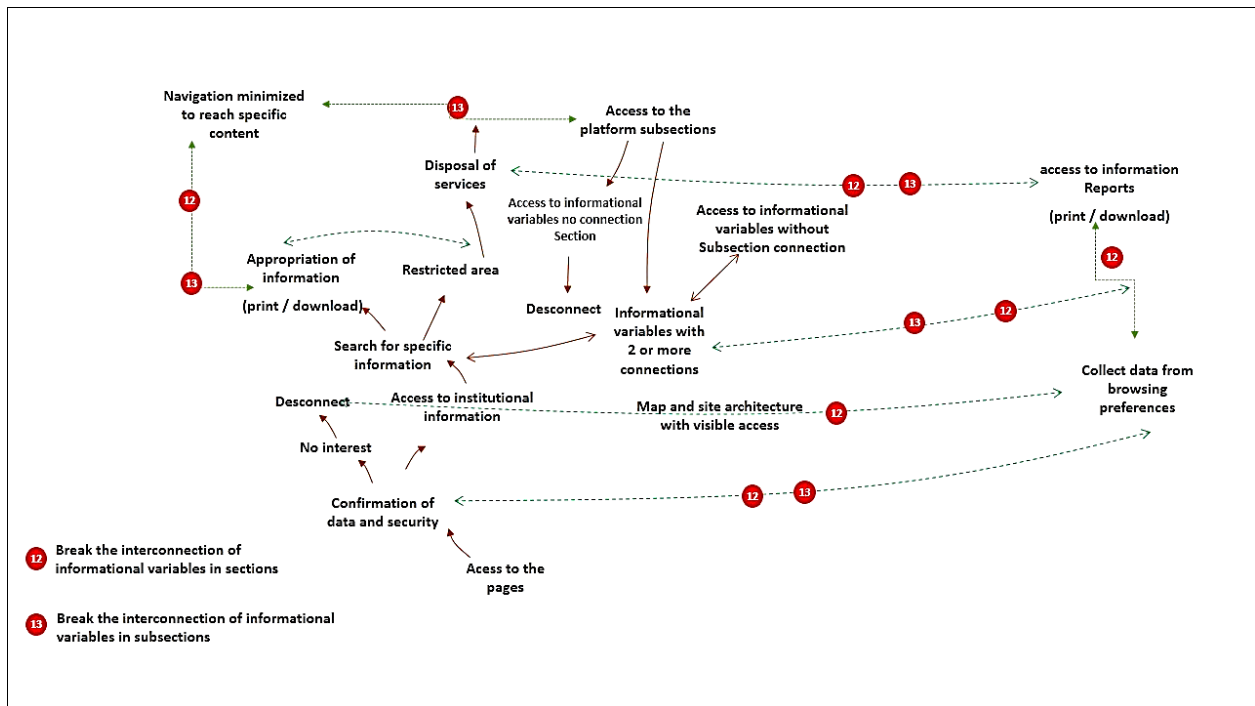 Navigation minimized
to reach specific
content
13
Access to the
platform subsections
Disposal of
services
access to information
Reports
(print / download)
12
13
12
Access to informational
variables no connection
Section
Access to informational
variables without
Subsection connection
Appropriation of
information
(print / download)
Restricted area
12
13
Desconnect
Informational
variables with
2 or more
connections
13
12
Search for specific
information
Collect data from
browsing
preferences
Desconnect
Access to institutional
information
Map and site architecture
with visible access
12
No interest
Confirmation of
data and security
12
13
12
Break the interconnection of
informational variables in sections
Acess to the
pages
13
Break the interconnection of informational
variables in subsections